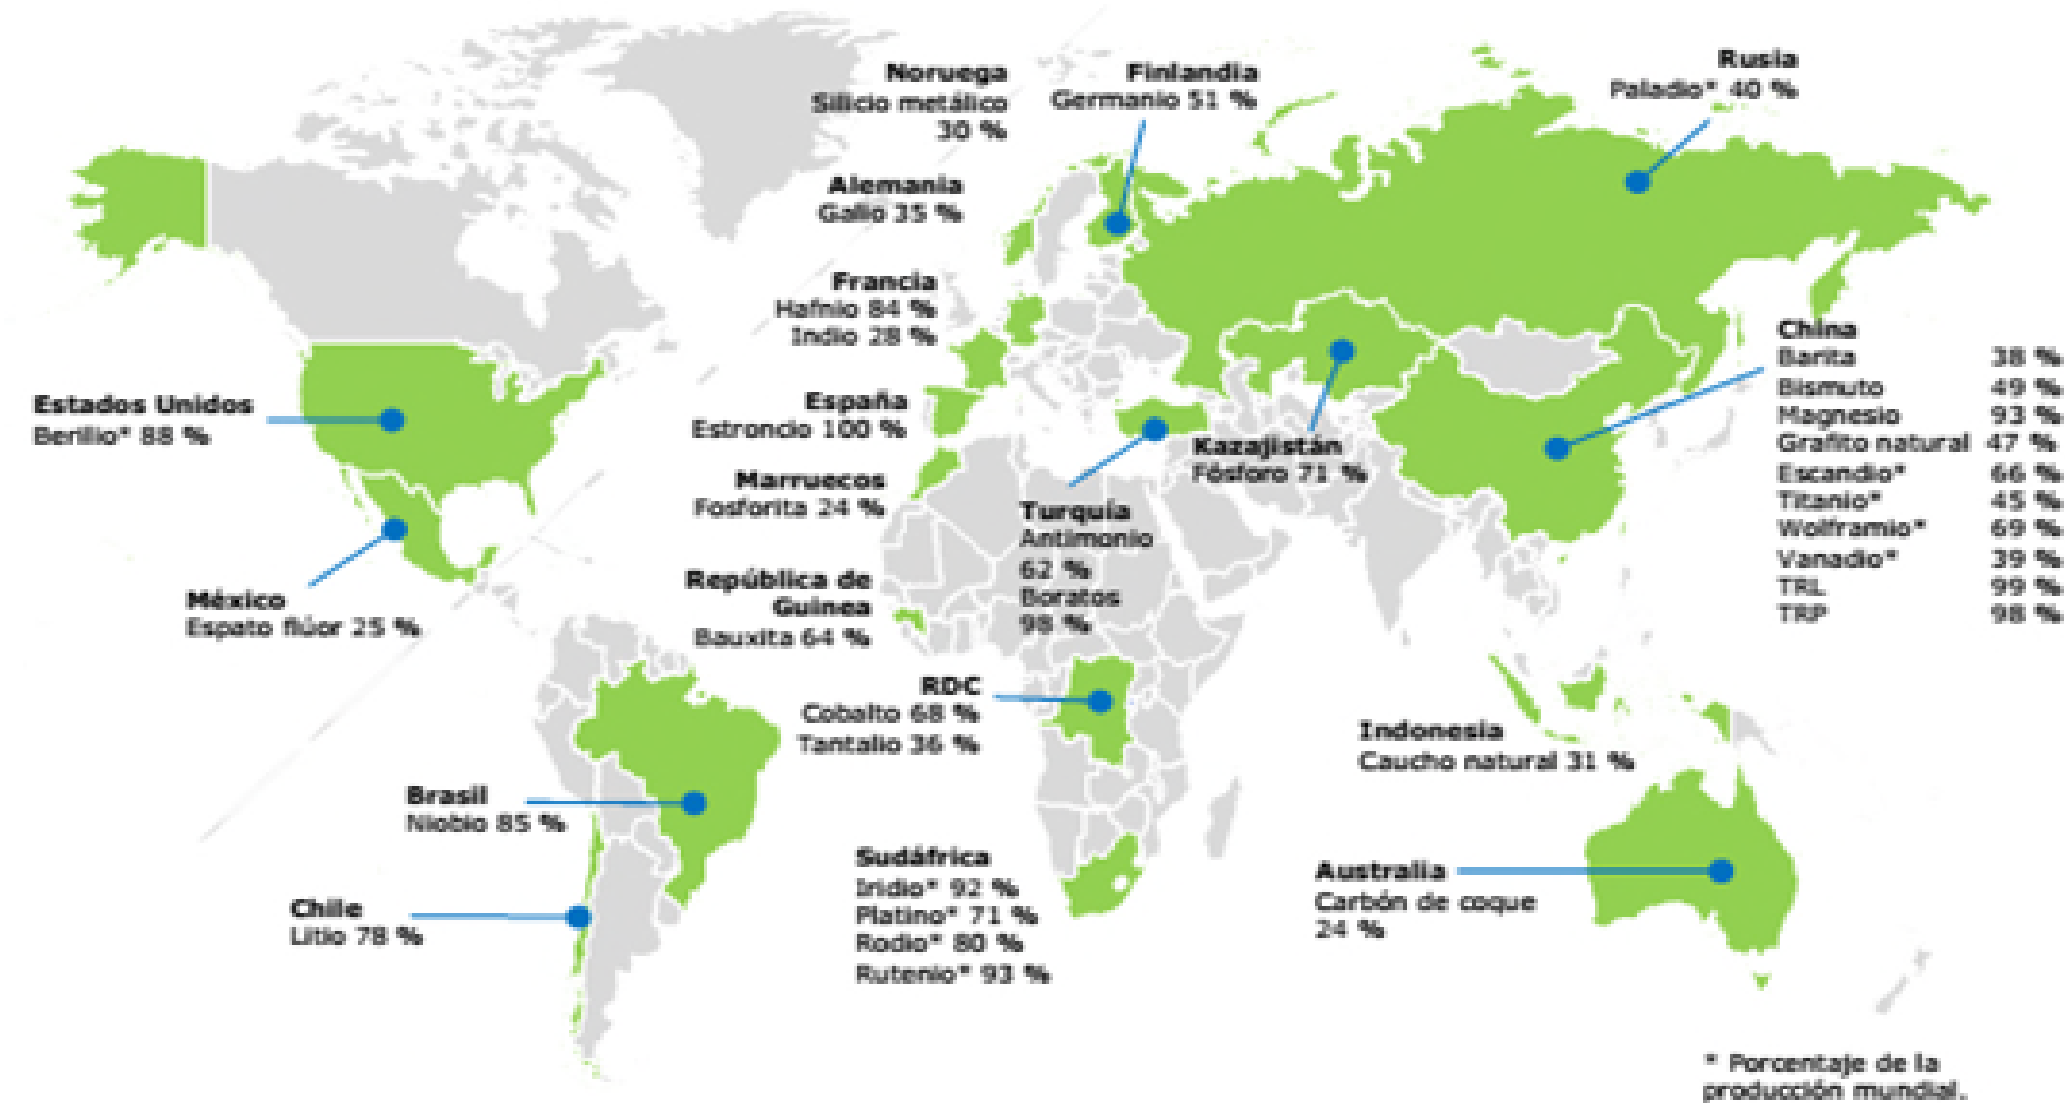 Noruega
Silicio metálico
30 %
Finlandia
Germanio 51 %
Rusia
Paladio* 40 %
Alemania
Galio 35 %
Francia
Hafnio 84 %
Indio 28 %
España
Estroncio 100 %
Marruecos
Fosforita 24 %
República de
Guinea
Bauxita 64 %
Estados Unidos
Berilio* 88 %
México
Espato flúor 25 %
Turquía
Antimonio
62 %
Boratos
98 %
Kazajistán
Fósforo 71 %
China
Barita 38 %
Bismuto 49 %
Magnesio 93 %
Grafito natural 47 %
Escandio* 66 %
Titanio* 45 %
Wolframio* 69 %
Vanadio* 39 %
TRL 99 %
TRP 98 %
RDC
Cobalto 68 %
Tantalio 36 %
Indonesia
Caucho natural 31 %
Brasil
Niobio 85 %
Chile
Litio 78 %
Sudáfrica
Iridio* 92 %
Platino* 71 %
Rodio* 80 %
Rutenio* 93 %
Australia
Carbón de coque
24 %
* Porcentaje de la
producción mundial.